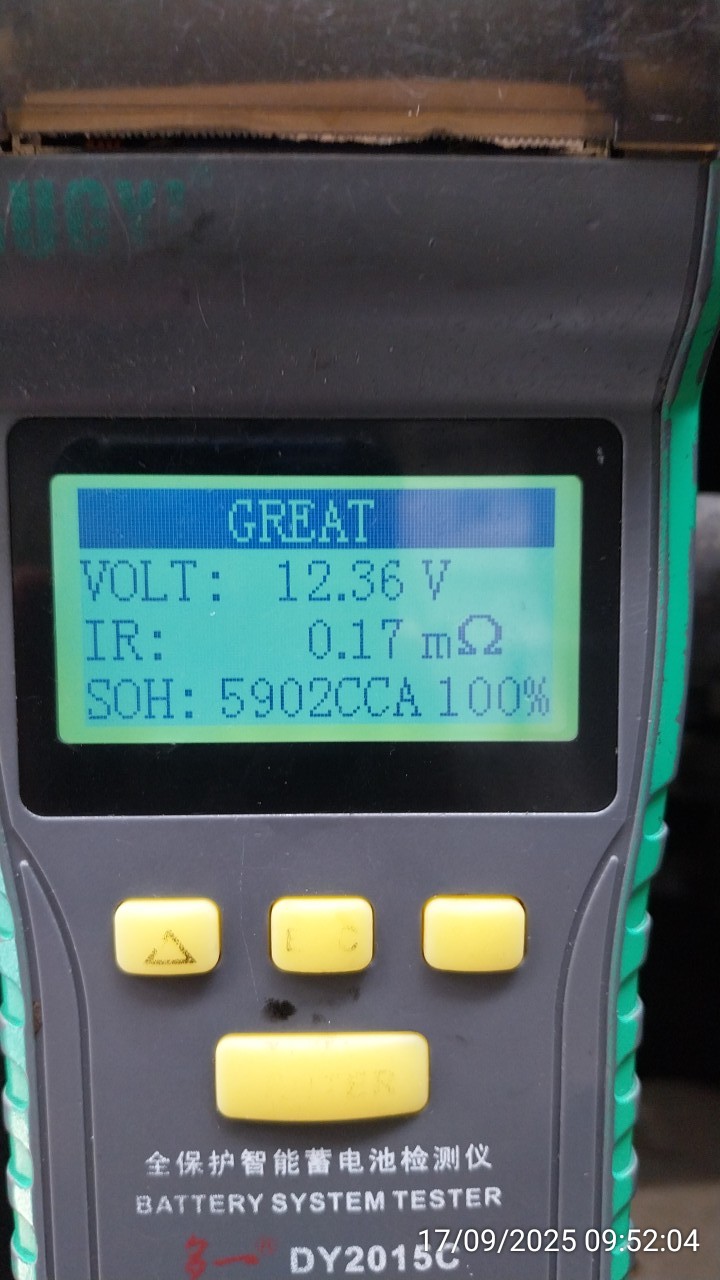 GREAT
VOLT: 12.36 V
IR: 0.17 mΩ
SOH: 5902CCA 100%
全保护智能蓄电池检测仪
BATTERY SYSTEM TESTER
DY2015C
17/09/2025 09:52:04